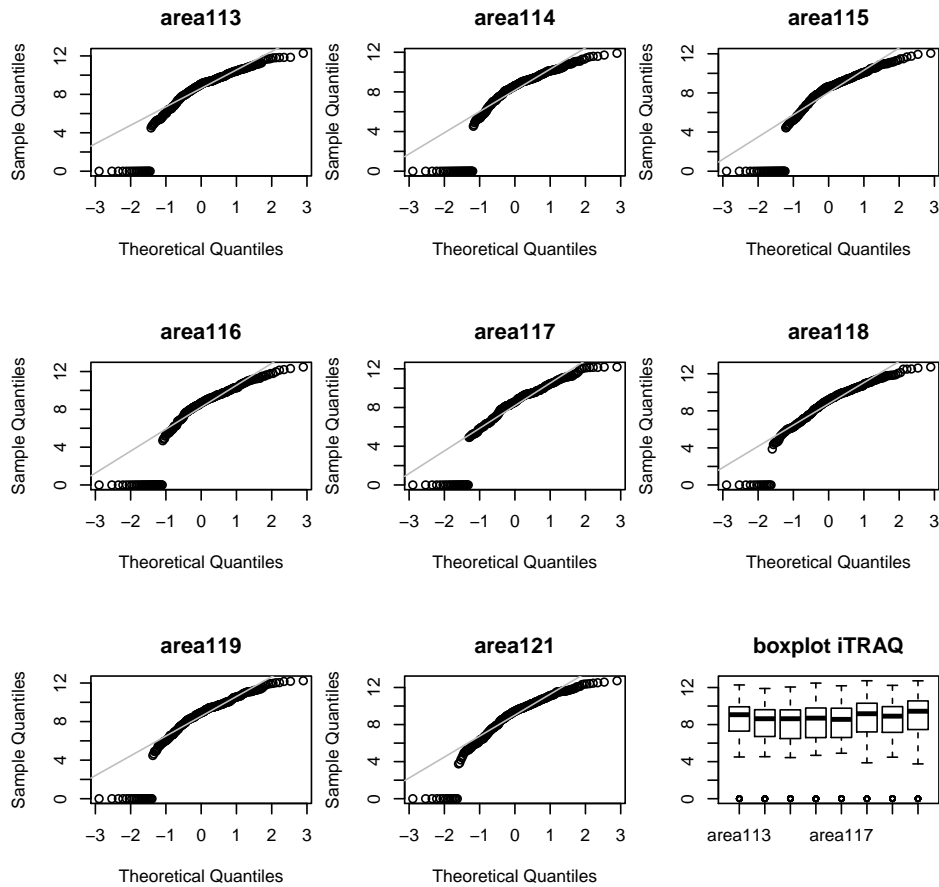 area113
Sample Quantiles
0 4 8 12
−3 −2 −1 0 1 2 3
Theoretical Quantiles
area114
Sample Quantiles
0 4 8 12
−3 −2 −1 0 1 2 3
Theoretical Quantiles
area115
Sample Quantiles
0 4 8 12
−3 −2 −1 0 1 2 3
Theoretical Quantiles
area116
Sample Quantiles
0 4 8 12
−3 −2 −1 0 1 2 3
Theoretical Quantiles
area117
Sample Quantiles
0 4 8 12
−3 −2 −1 0 1 2 3
Theoretical Quantiles
area118
Sample Quantiles
0 4 8 12
−3 −2 −1 0 1 2 3
Theoretical Quantiles
area119
Sample Quantiles
0 4 8 12
−3 −2 −1 0 1 2 3
Theoretical Quantiles
area121
Sample Quantiles
0 4 8 12
−3 −2 −1 0 1 2 3
Theoretical Quantiles
boxplot iTRAQ
0 4 8 12
area113 area117